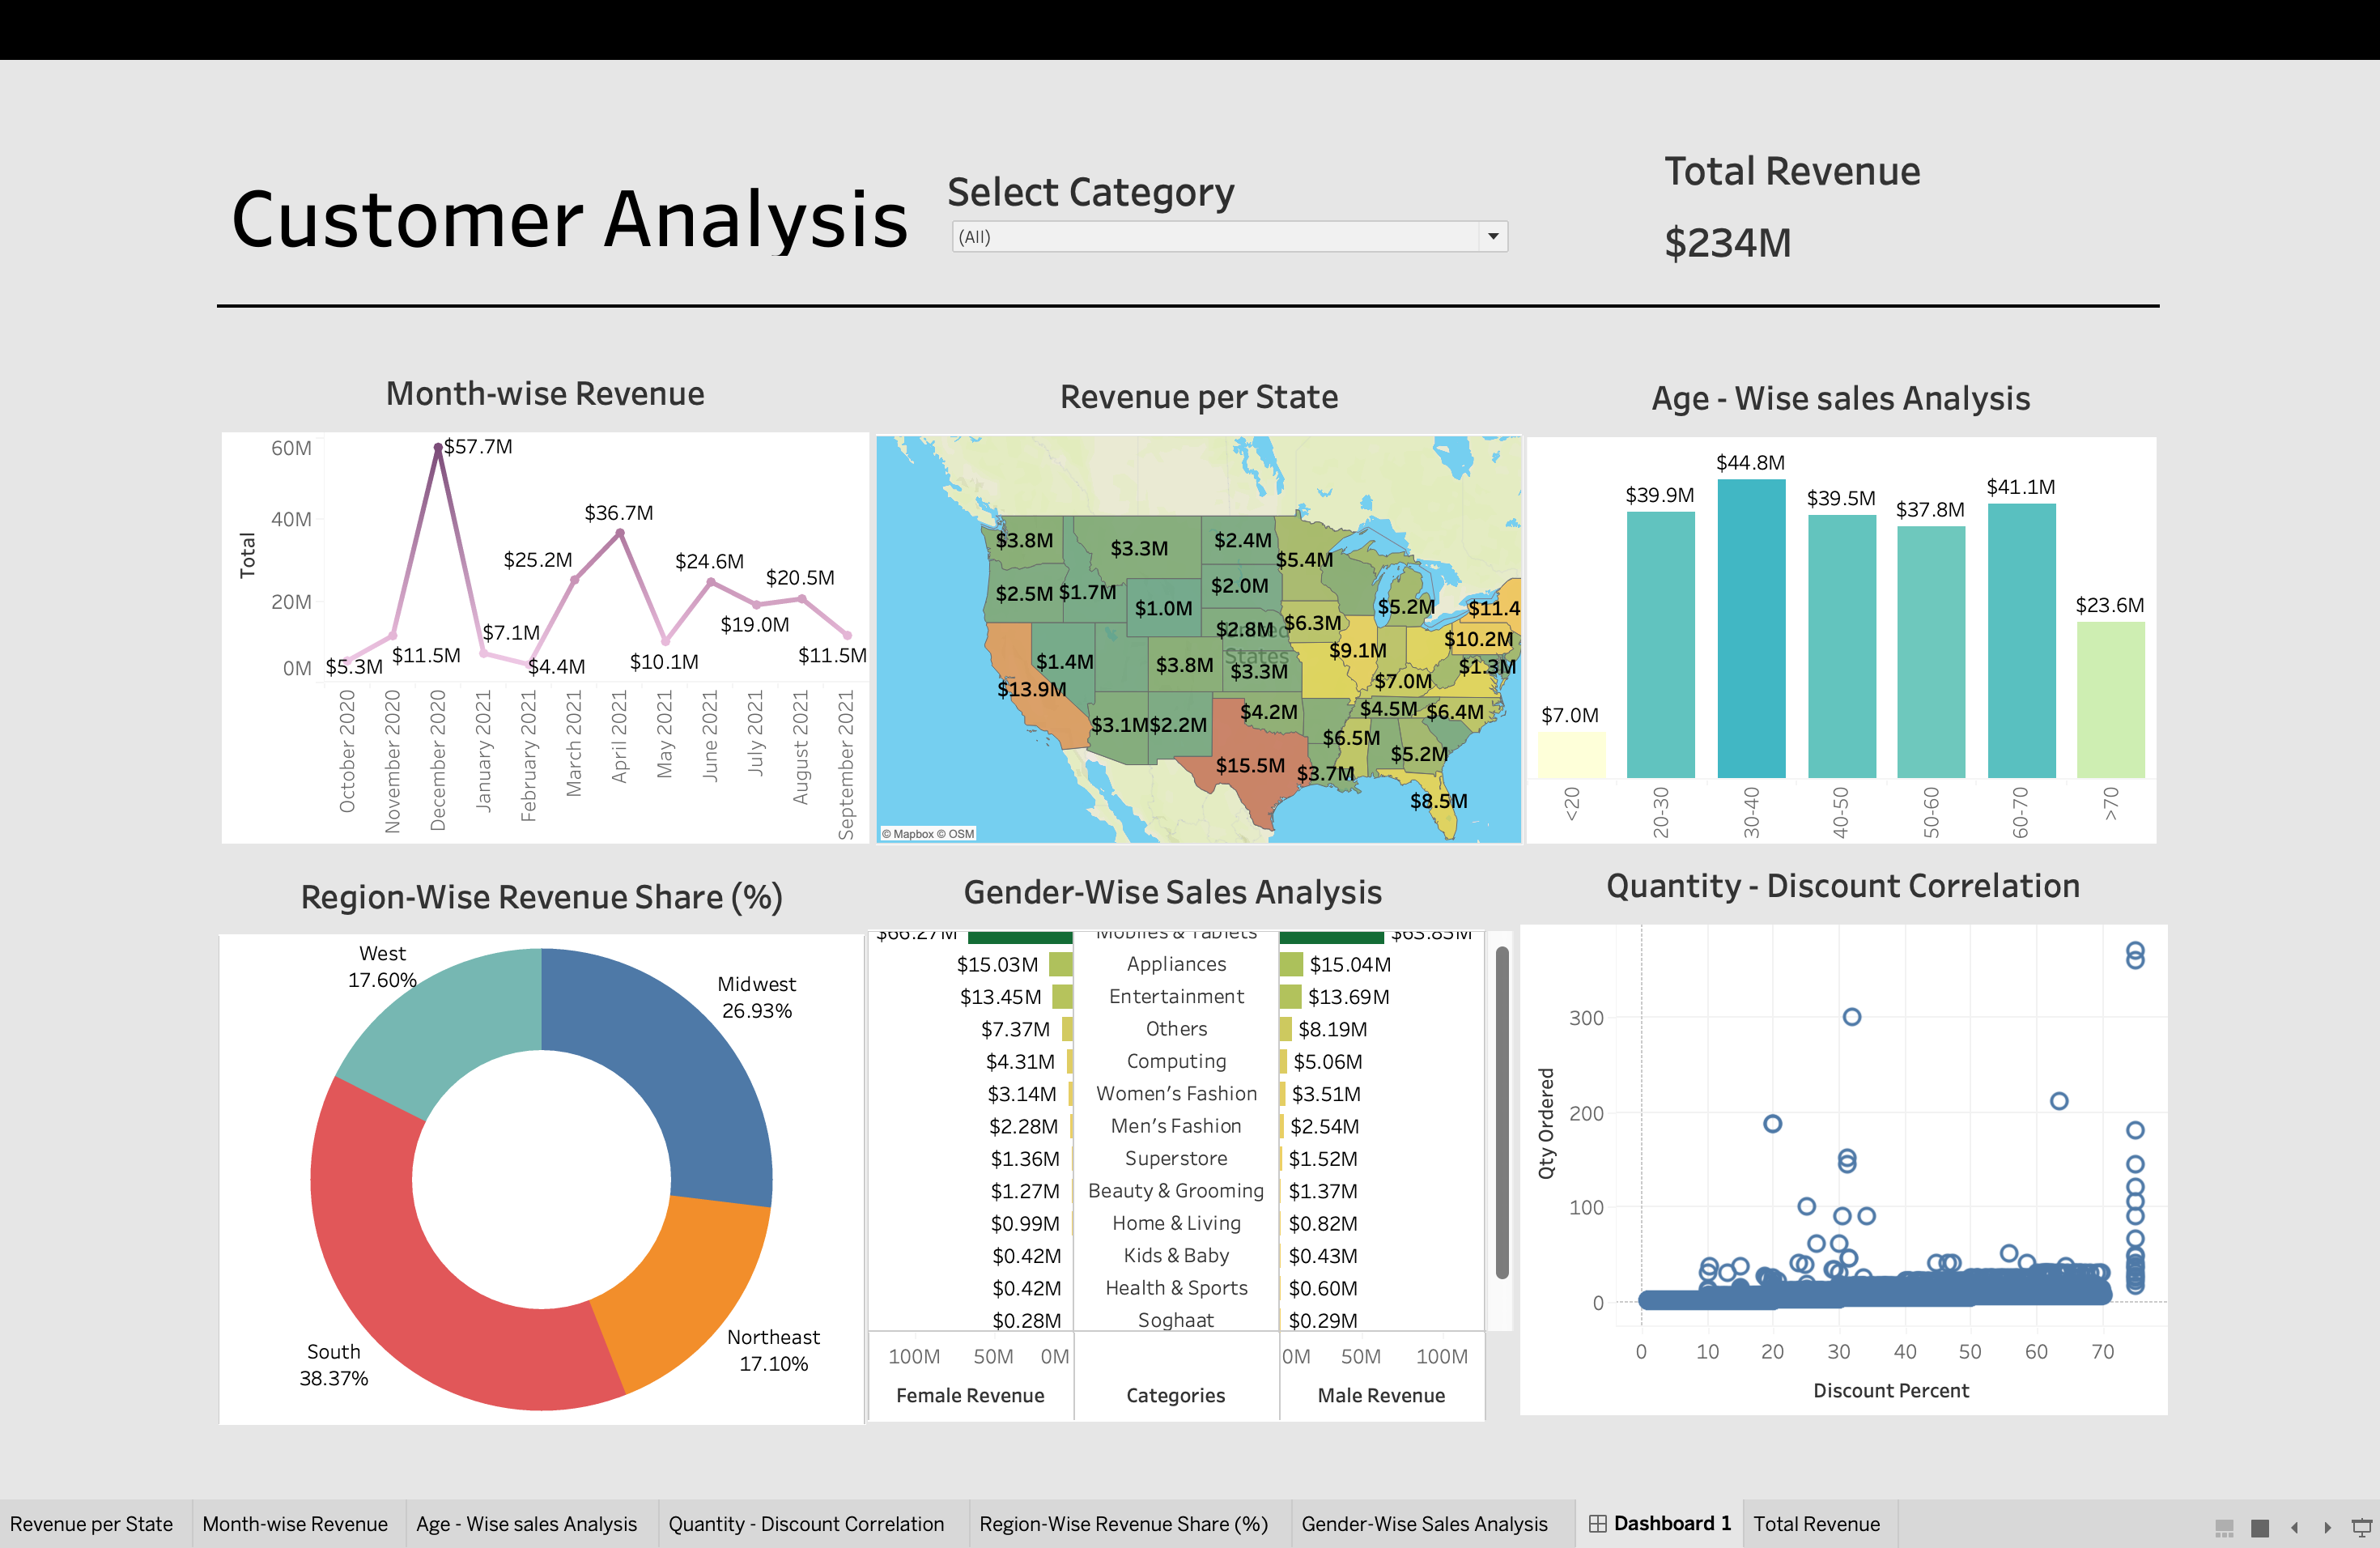 Customer Analysis
Select Category
(All)
Total Revenue
$234M
Month-wise Revenue
Total
60M
40M
20M
0M
$5.3M
$11.5M
$57.7M
$7.1M
$4.4M
$25.2M
$36.7M
$10.1M
$24.6M
$19.0M
$20.5M
$11.5M
October 2020
November 2020
December 2020
January 2021
February 2021
March 2021
April 2021
May 2021
June 2021
July 2021
August 2021
September 2021
Revenue per State
$3.8M
$3.3M
$2.4M
$5.4M
$2.5M
$1.7M
$1.0M
$2.0M
$5.2M
$11.4
$2.8M
$6.3M
$10.2M
United
States
$1.4M
$3.8M
$3.3M
$9.1M
$1.3M
$13.9M
$7.0M
$3.1M
$2.2M
$4.2M
$4.5M
$6.4M
$6.5M
$5.2M
$15.5M
$3.7M
$8.5M
© Mapbox © OSM
Age - Wise sales Analysis
$7.0M
$39.9M
$44.8M
$39.5M
$37.8M
$41.1M
$23.6M
<20
20-30
30-40
40-50
50-60
60-70
>70
Region-Wise Revenue Share (%)
West
17.60%
Midwest
26.93%
South
38.37%
Northeast
17.10%
Gender-Wise Sales Analysis
$66.27M Mobiles & Tablets $63.85M
$15.03M Appliances $15.04M
$13.45M Entertainment $13.69M
$7.37M Others $8.19M
$4.31M Computing $5.06M
$3.14M Women's Fashion $3.51M
$2.28M Men's Fashion $2.54M
$1.36M Superstore $1.52M
$1.27M Beauty & Grooming $1.37M
$0.99M Home & Living $0.82M
$0.42M Kids & Baby $0.43M
$0.42M Health & Sports $0.60M
$0.28M Soghaat $0.29M
100M 50M 0M 0M 50M 100M
Female Revenue Categories Male Revenue
Quantity - Discount Correlation
Qty Ordered
300
200
100
0
0 10 20 30 40 50 60 70
Discount Percent
Revenue per State
Month-wise Revenue
Age - Wise sales Analysis
Quantity - Discount Correlation
Region-Wise Revenue Share (%)
Gender-Wise Sales Analysis
Dashboard 1
Total Revenue